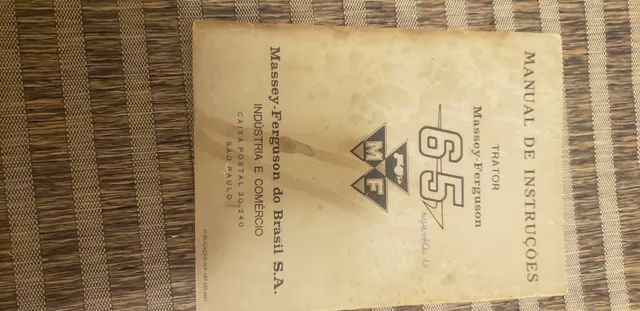 MANUAL DE INSTRUÇÕES
TRATOR
Massey-Ferguson
65
MF
Massey-Ferguson do Brasil S.A.
INDÚSTRIA E COMÉRCIO
CAIXA POSTAL 30.240
SÃO PAULO